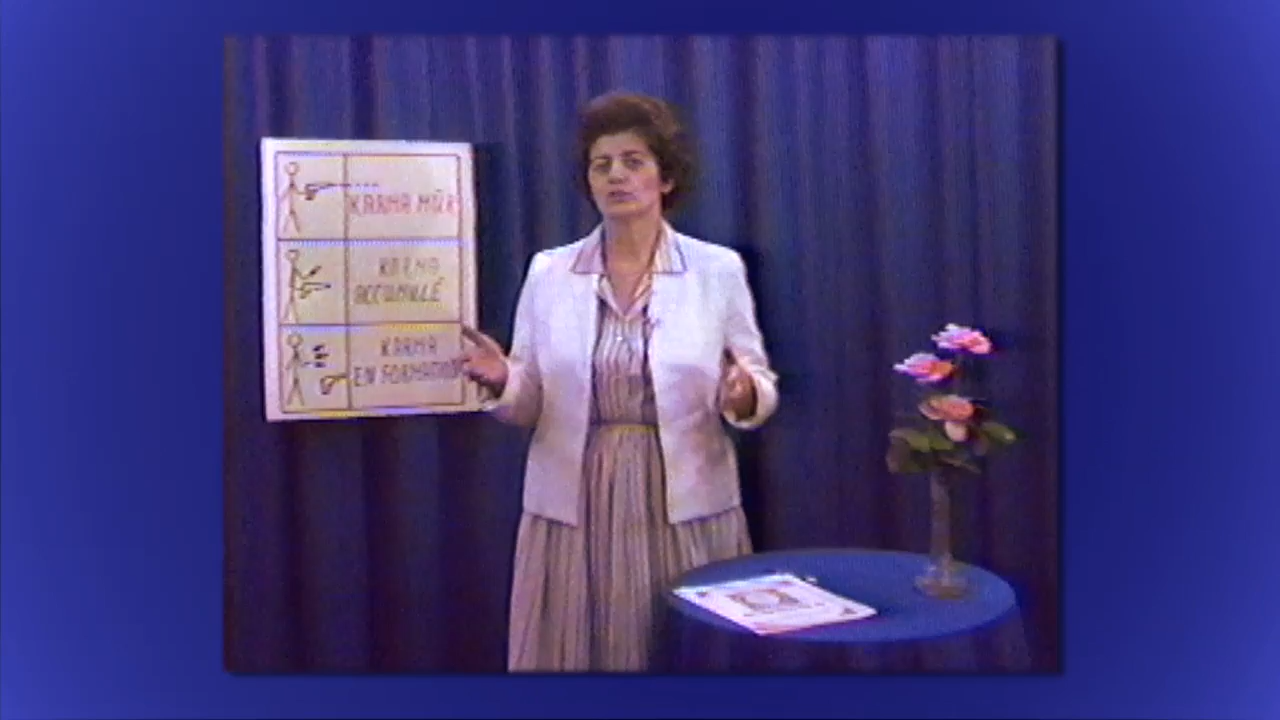 KARMA MÛR
KARMA
ACCUMULÉ
KARMA
EN FORMATION